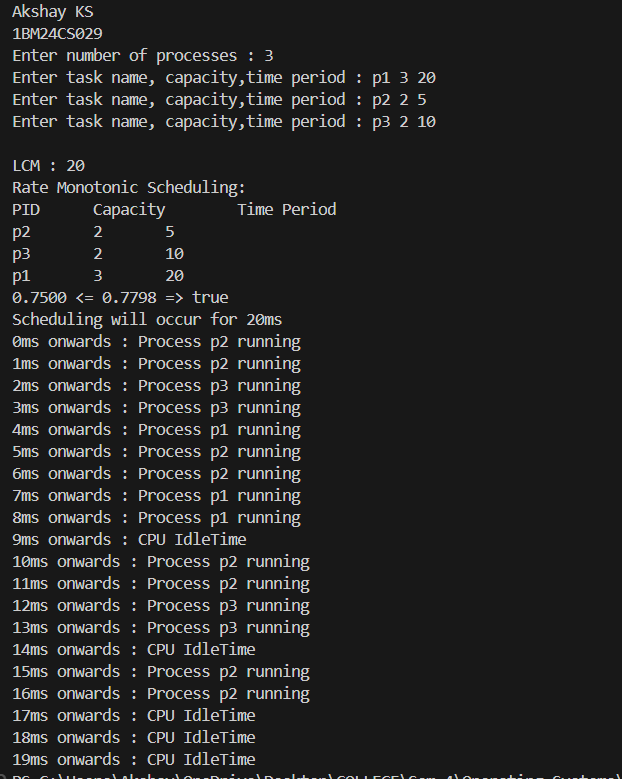 Akshay KS
1BM24CS029
Enter number of processes : 3
Enter task name, capacity,time period : p1 3 20
Enter task name, capacity,time period : p2 2 5
Enter task name, capacity,time period : p3 2 10
LCM : 20
Rate Monotonic Scheduling:
PID Capacity Time Period
p2 2 5
p3 2 10
p1 3 20
0.7500 <= 0.7798 => true
Scheduling will occur for 20ms
0ms onwards : Process p2 running
1ms onwards : Process p2 running
2ms onwards : Process p3 running
3ms onwards : Process p3 running
4ms onwards : Process p1 running
5ms onwards : Process p2 running
6ms onwards : Process p2 running
7ms onwards : Process p1 running
8ms onwards : Process p1 running
9ms onwards : CPU IdleTime
10ms onwards : Process p2 running
11ms onwards : Process p2 running
12ms onwards : Process p3 running
13ms onwards : Process p3 running
14ms onwards : CPU IdleTime
15ms onwards : Process p2 running
16ms onwards : Process p2 running
17ms onwards : CPU IdleTime
18ms onwards : CPU IdleTime
19ms onwards : CPU IdleTime